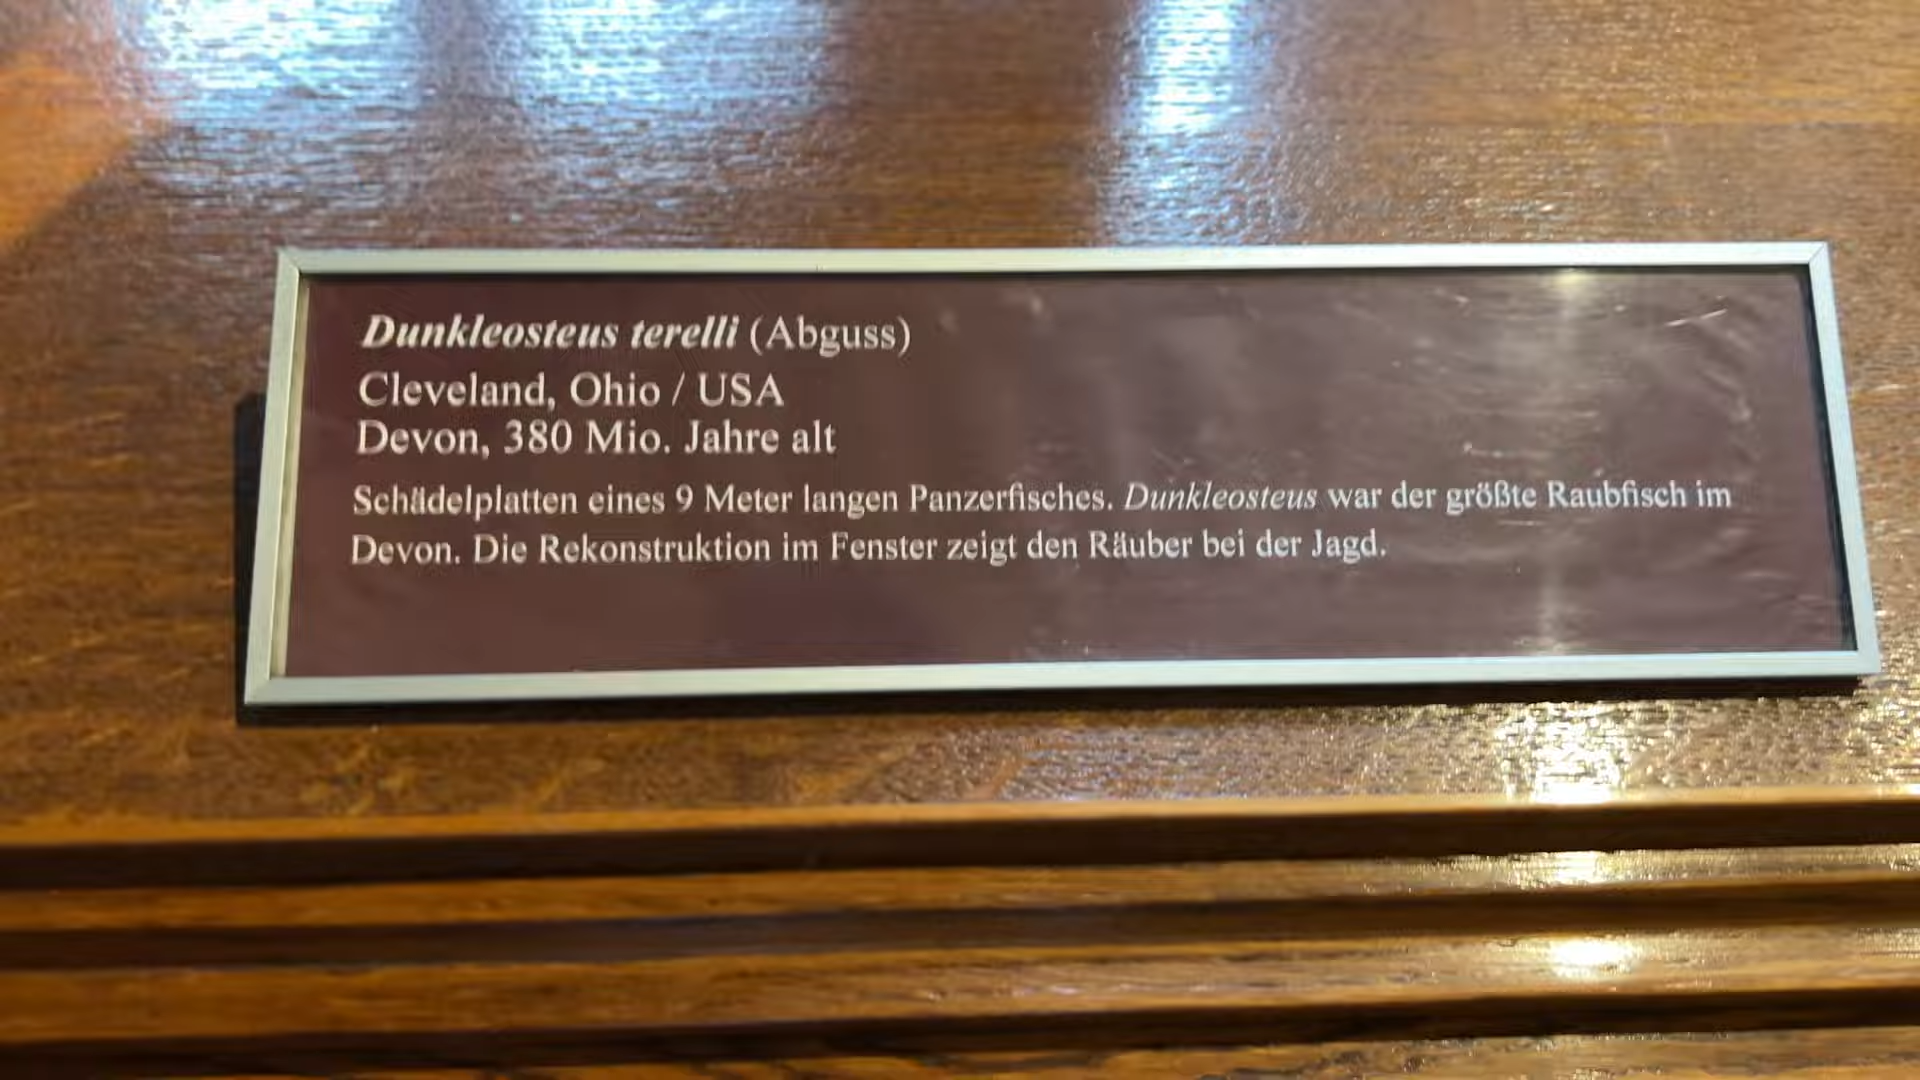 Dunkleosteus terelli (Abguss)
Cleveland, Ohio / USA
Devon, 380 Mio. Jahre alt
Schädelplatten eines 9 Meter langen Panzerfisches. Dunkleosteus war der größte Raubfisch im
Devon. Die Rekonstruktion im Fenster zeigt den Räuber bei der Jagd.